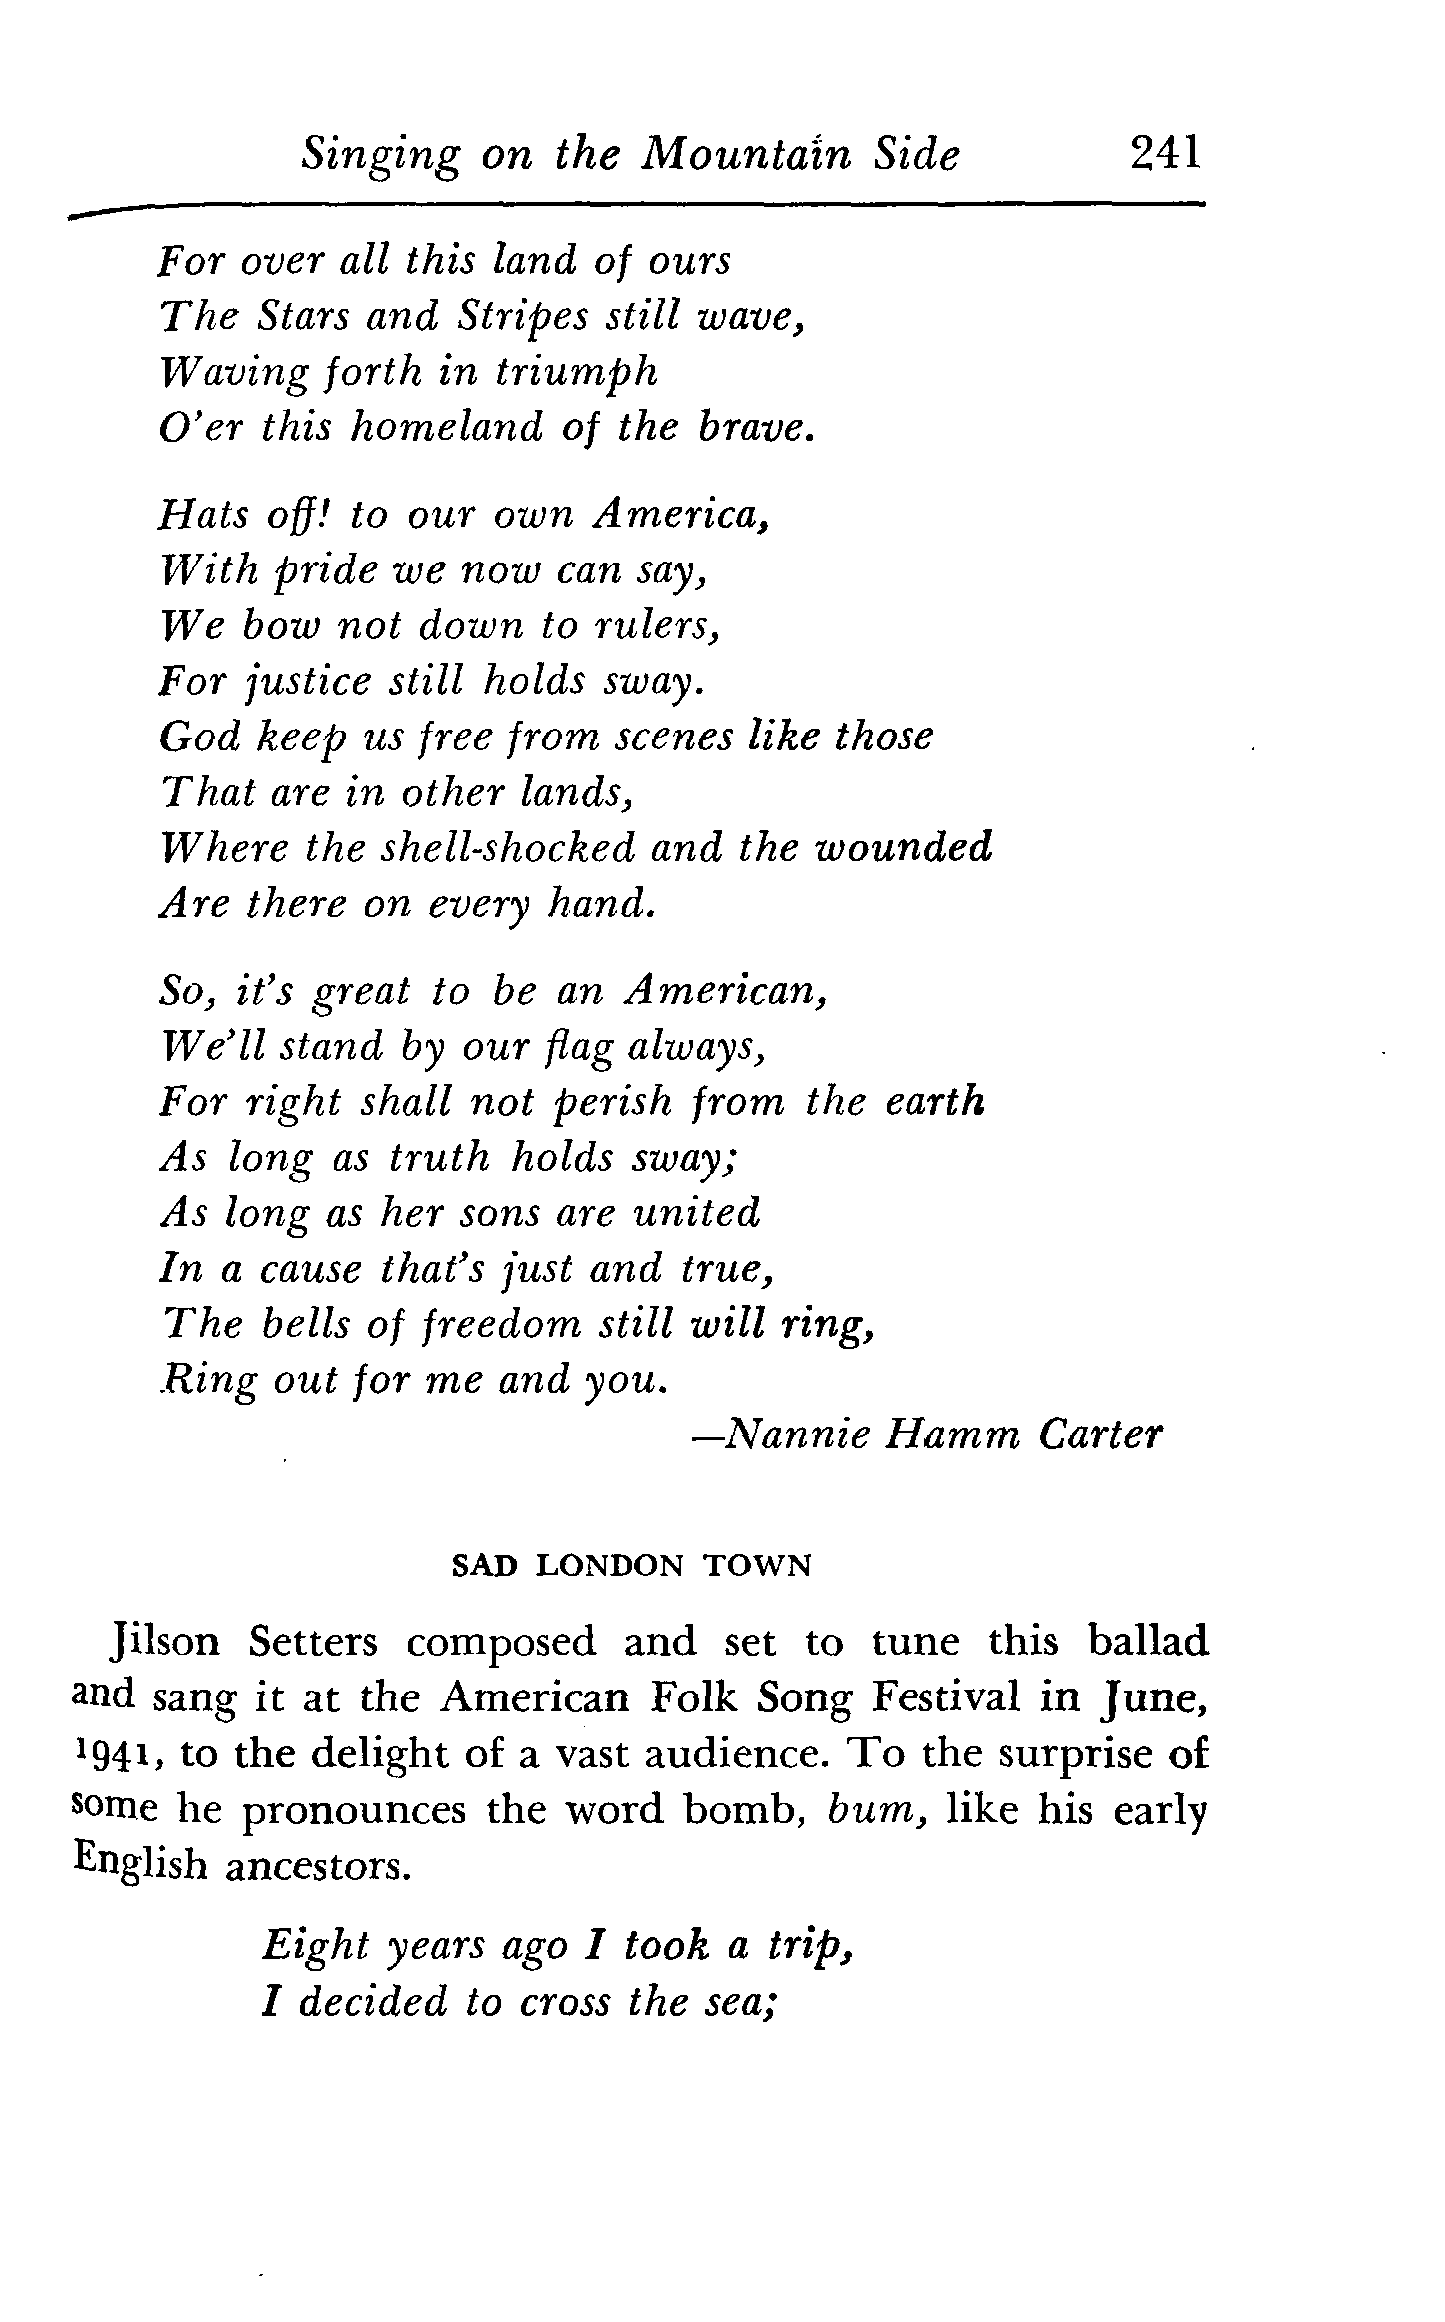 Singing on the Mountain Side 241
For over all this land of ours
The Stars and Stripes still wave,
Waving forth in triumph
O'er this homeland of the brave.
Hats off! to our own America,
With pride we now can say,
We bow not down to rulers,
For justice still holds sway.
God keep us free from scenes like those
That are in other lands,
Where the shell-shocked and the wounded
Are there on every hand.
So, it's great to be an American,
We'll stand by our flag always,
For right shall not perish from the earth
As long as truth holds sway;
As long as her sons are united
In a cause that's just and true,
The bells of freedom still will ring,
Ring out for me and you.
—Nannie Hamm Carter
SAD LONDON TOWN
Jilson Setters composed and set to tune this ballad
and sang it at the American Folk Song Festival in June,
1941, to the delight of a vast audience. To the surprise of
some he pronounces the word bomb, bum, like his early
English ancestors.
Eight years ago I took a trip,
I decided to cross the sea;